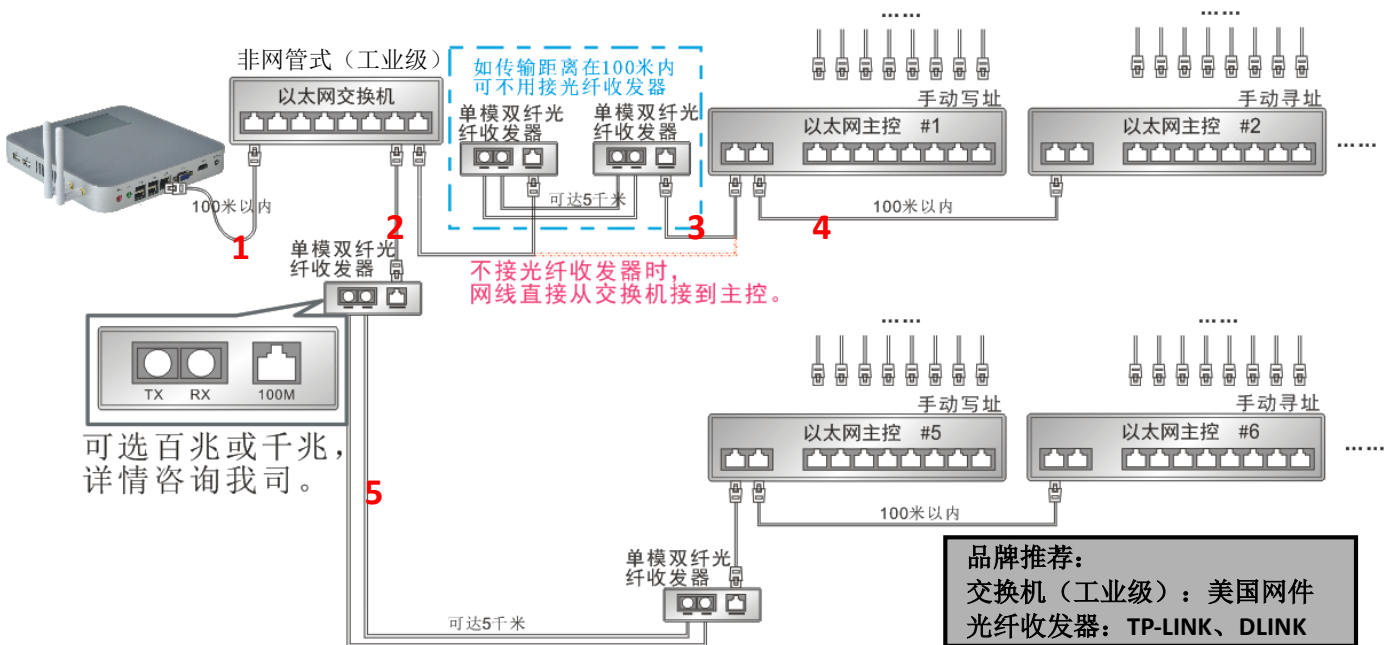 ……
……
非网管式（工业级）
以太网交换机
如传输距离在100米内
可不用接光纤收发器
单模双纤光
纤收发器
单模双纤光
纤收发器
可达5千米
手动写址
以太网主控 #1
手动寻址
以太网主控 #2
……
100米以内
1
2
3
100米以内
4
单模双纤光
纤收发器
不接光纤收发器时，
网线直接从交换机接到主控。
TX RX 100M
可选百兆或千兆，
详情咨询我司。
5
……
……
手动写址
以太网主控 #5
手动寻址
以太网主控 #6
……
100米以内
单模双纤光
纤收发器
可达5千米
品牌推荐：
交换机（工业级）：美国网件
光纤收发器：TP-LINK、DLINK